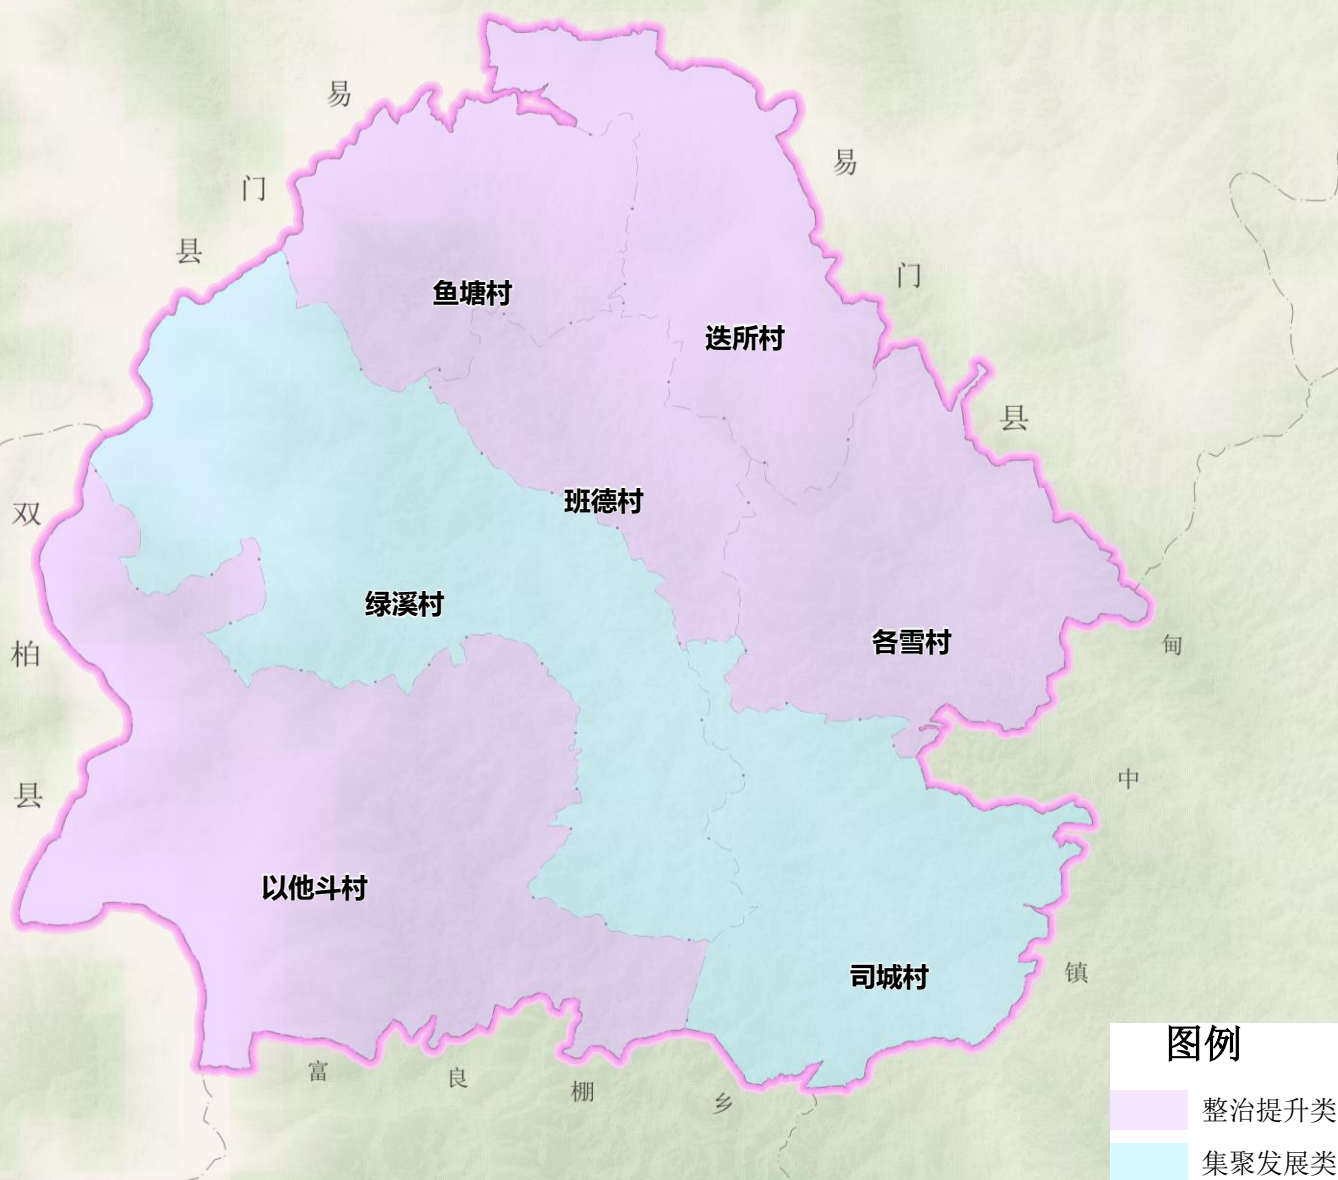 易
门
县
易
门
县
鱼塘村
迭所村
双
柏
县
班德村
绿溪村
各雪村
甸
中
镇
以他斗村
司城村
富
良
棚
乡
图例
整治提升类
集聚发展类